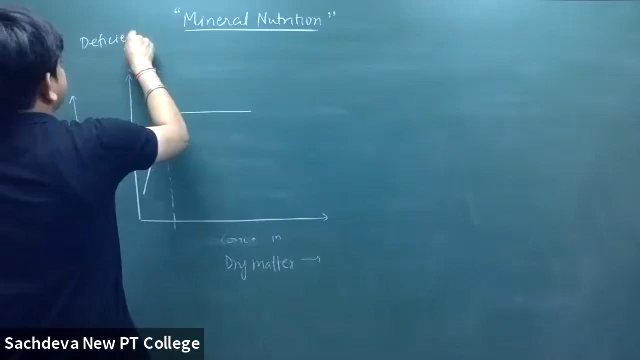 "Mineral Nutrition"
Deficie
conc. in
Dry matter →
Sachdeva New PT College